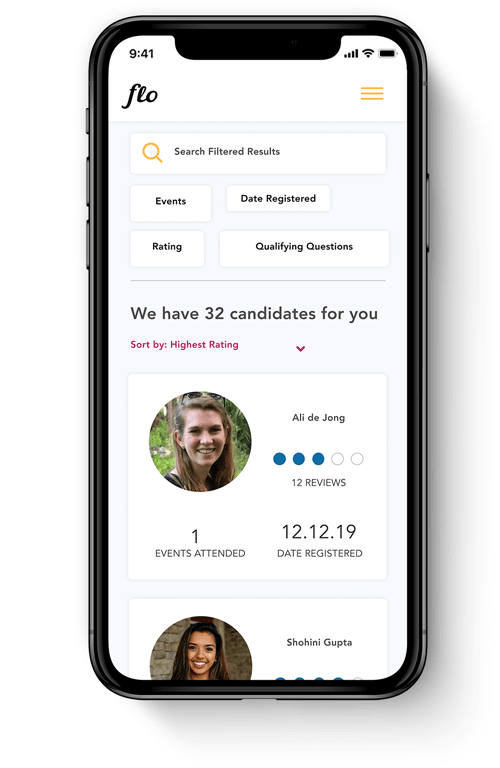 9:41
flo
Search Filtered Results
Events
Date Registered
Rating
Qualifying Questions
We have 32 candidates for you
Sort by: Highest Rating
Ali de Jong
12 REVIEWS
1
12.12.19
EVENTS ATTENDED
DATE REGISTERED
Shohini Gupta